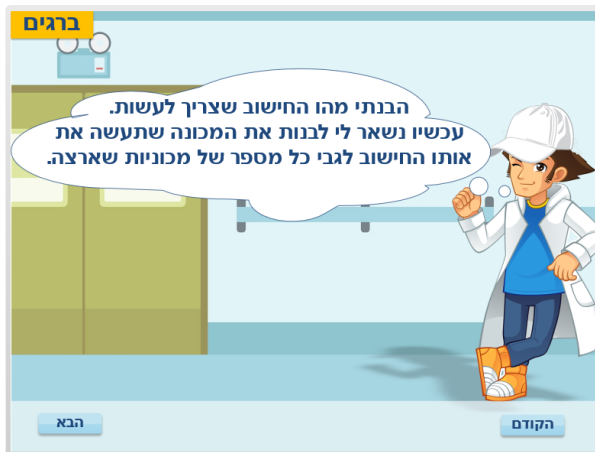 ברגים
הבנתי מהו החישוב שצריך לעשות.
עכשיו נשאר לי לבנות את המכונה שתעשה את
אותו החישוב לגבי כל מספר של מכוניות שארצה.
הקודם
הבא